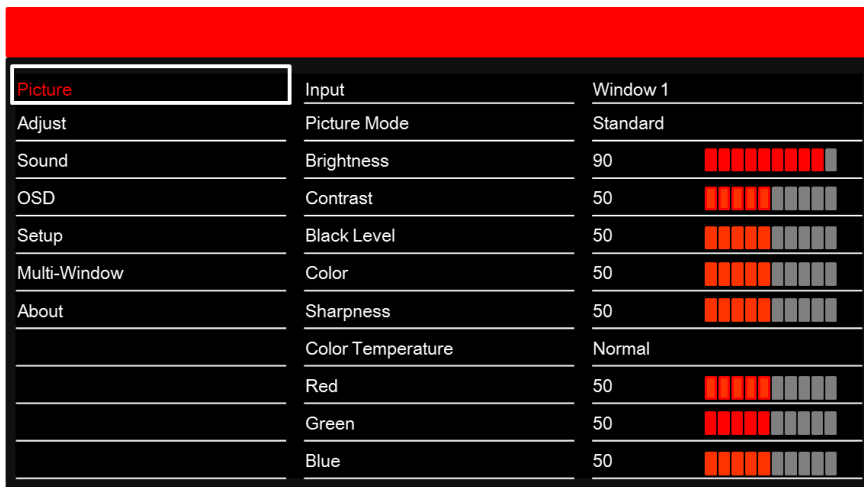 Picture Input Window 1
Adjust Picture Mode Standard
Sound Brightness 90
OSD Contrast 50
Setup Black Level 50
Multi-Window Color 50
About Sharpness 50
Color Temperature Normal
Red 50
Green 50
Blue 50